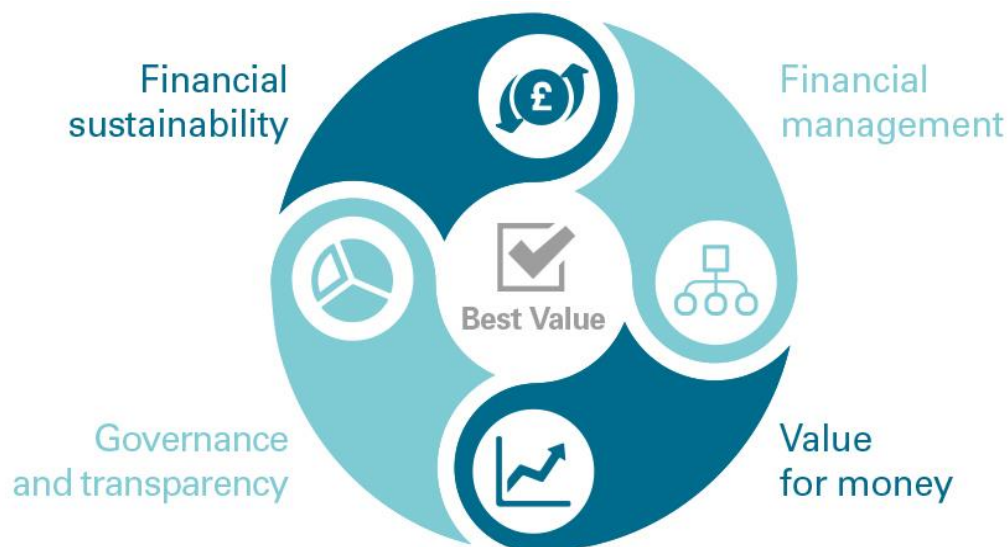 Financial
sustainability
£
Financial
management
Best Value
Governance
and transparency
Value
for money